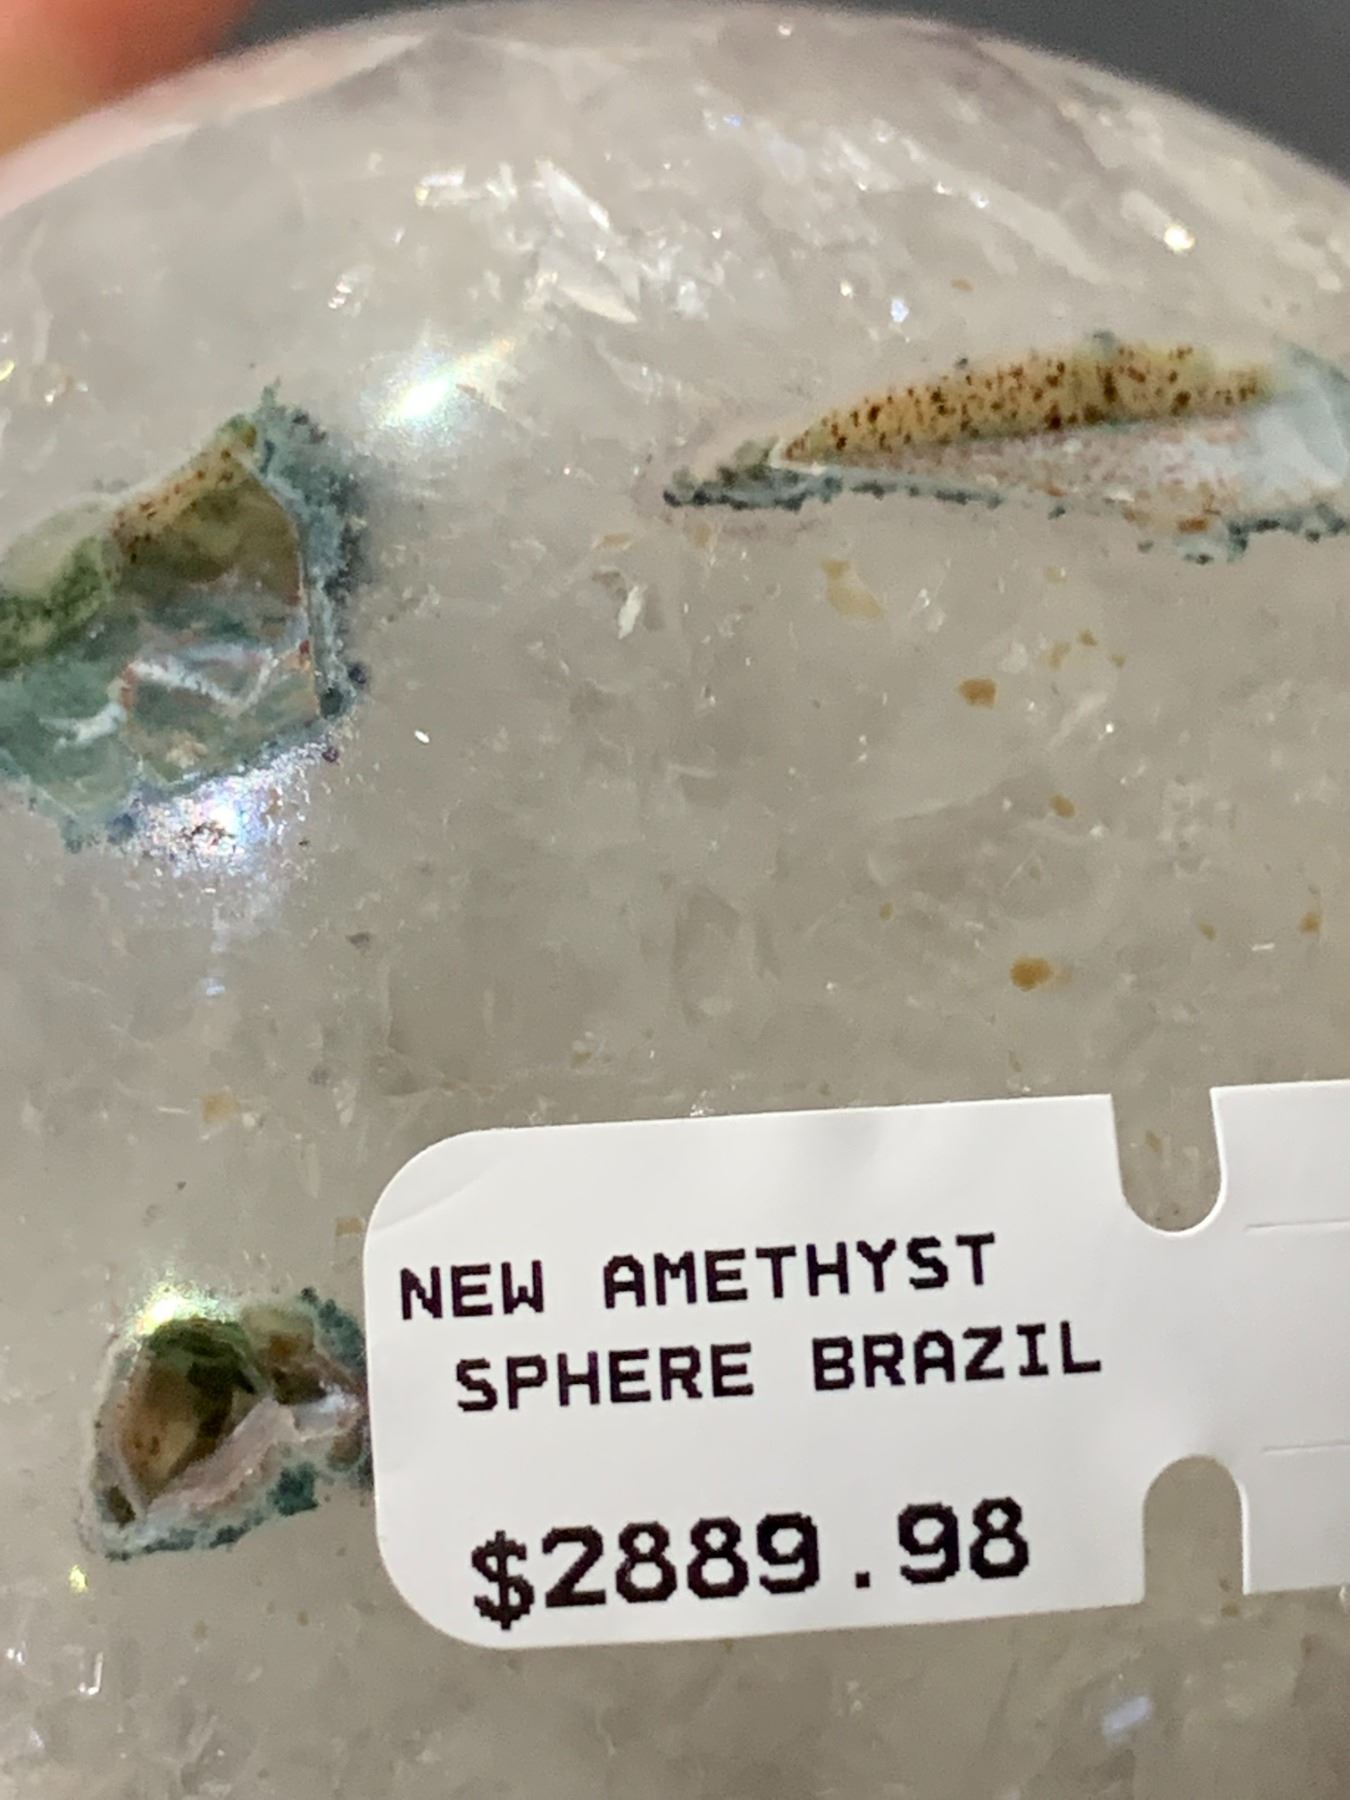 NEW AMETHYST
SPHERE BRAZIL
$2889.98